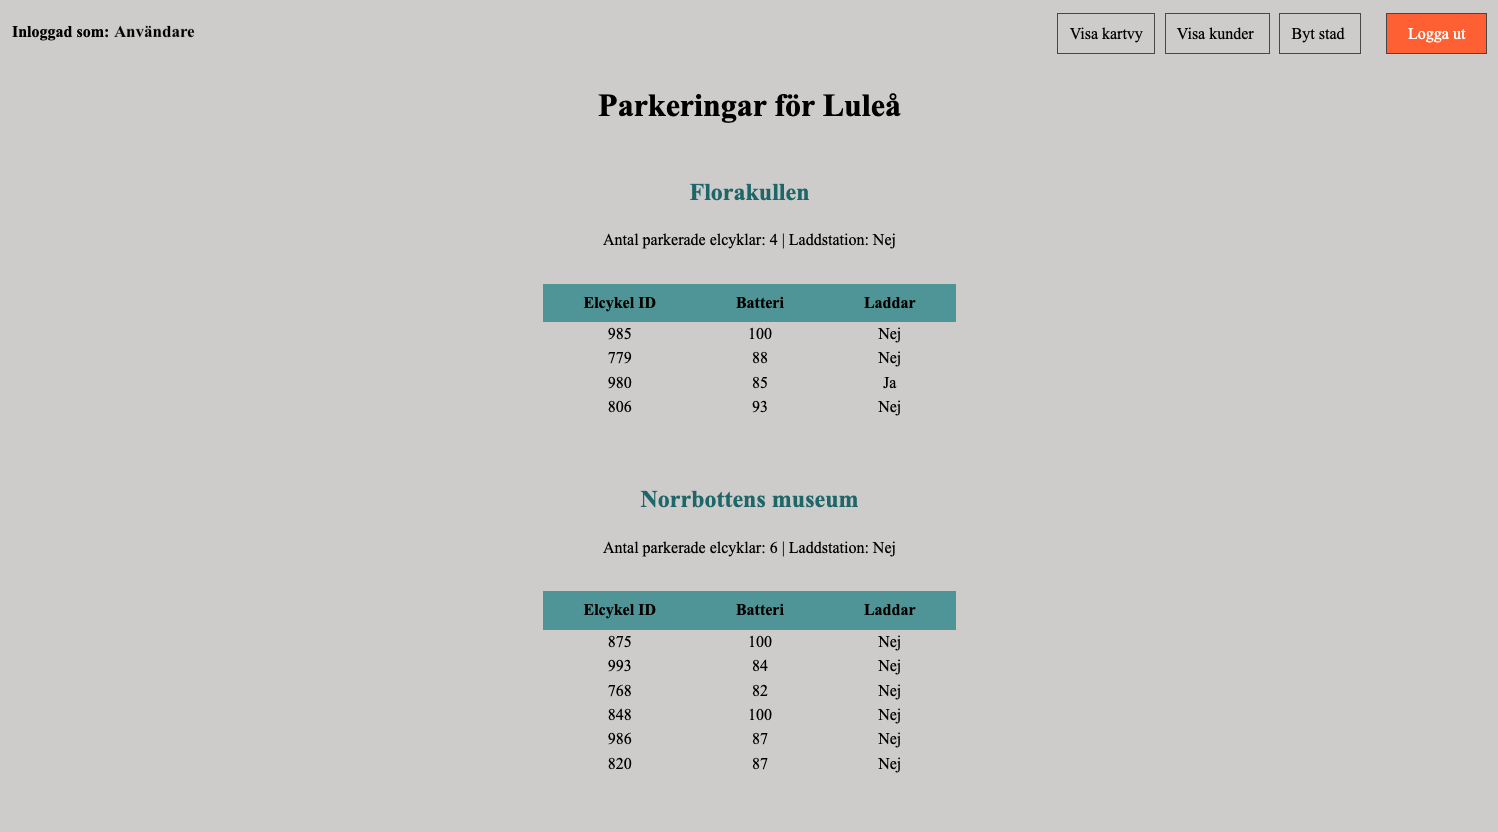 Inloggad som: Användare
Visa kartvy Visa kunder Byt stad Logga ut
Parkeringar för Luleå
Florakullen
Antal parkerade elcyklar: 4 | Laddstation: Nej
Elcykel ID Batteri Laddar
985 100 Nej
779 88 Nej
980 85 Ja
806 93 Nej
Norrbottens museum
Antal parkerade elcyklar: 6 | Laddstation: Nej
Elcykel ID Batteri Laddar
875 100 Nej
993 84 Nej
768 82 Nej
848 100 Nej
986 87 Nej
820 87 Nej